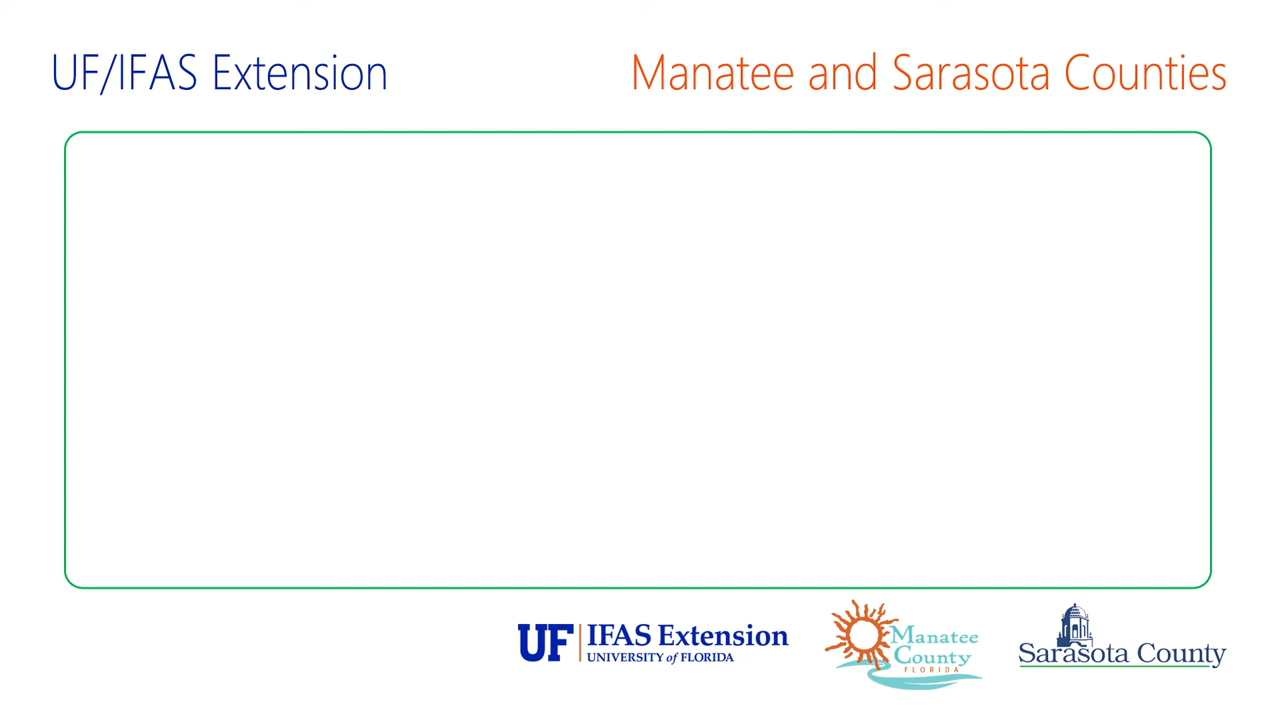 UF/IFAS Extension
Manatee and Sarasota Counties
UF IFAS Extension
UNIVERSITY of FLORIDA
Manatee
County
FLORIDA
Sarasota County